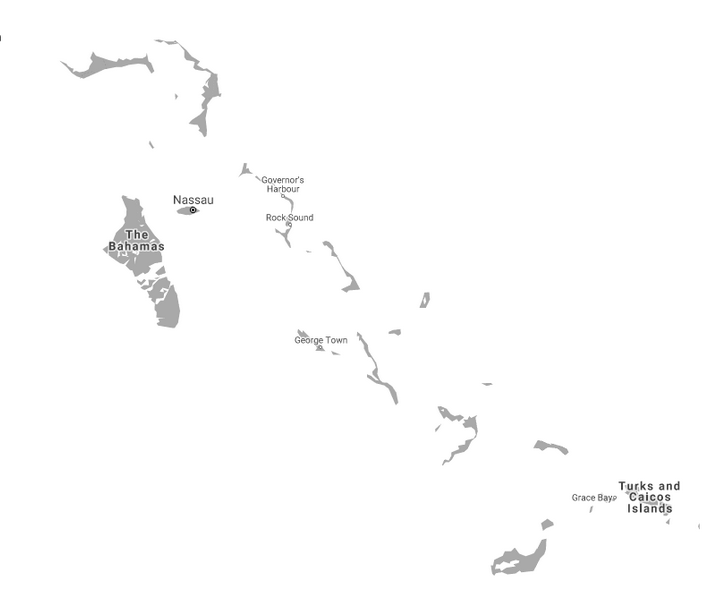 Governor's
Harbour
Nassau
Rock Sound
The
Bahamas
George Town
Turks and
Caicos
Islands
Grace Bay